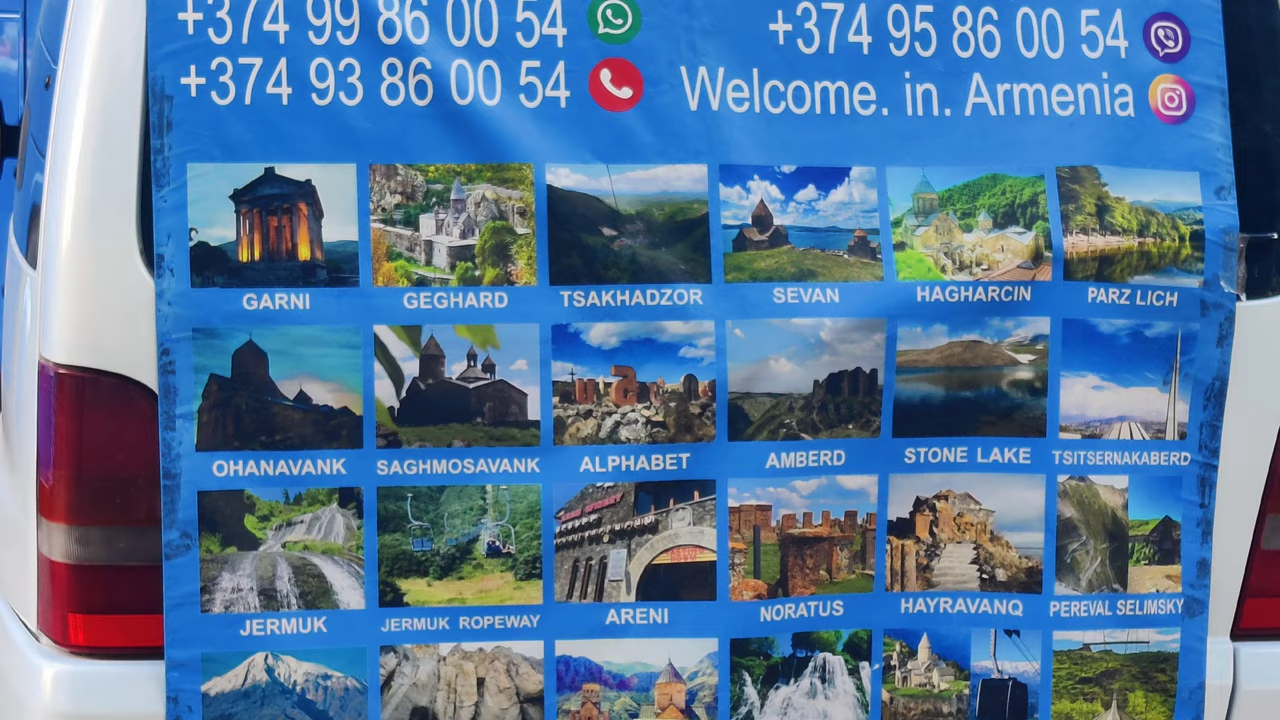 +374 99 86 00 54
+374 95 86 00 54
+374 93 86 00 54
Welcome. in. Armenia
GARNI
GEGHARD
TSAKHADZOR
SEVAN
HAGHARCIN
PARZ LICH
OHANAVANK
SAGHMOSAVANK
ALPHABET
AMBERD
STONE LAKE
TSITSERNAKABERD
JERMUK
JERMUK ROPEWAY
ARENI
NORATUS
HAYRAVANQ
PEREVAL SELIMSKY